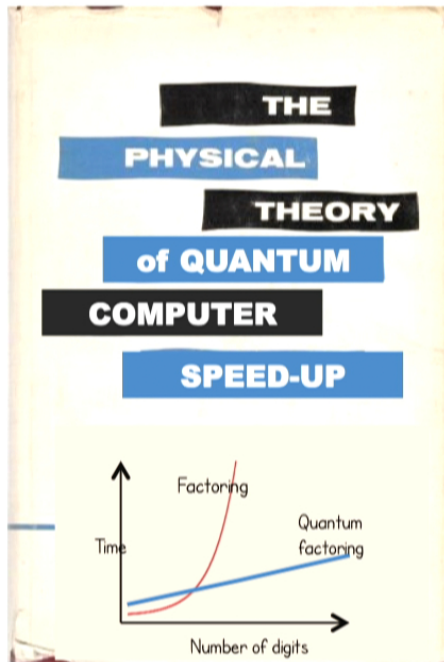 THE
PHYSICAL
THEORY
of QUANTUM
COMPUTER
SPEED-UP
Factoring
Quantum
factoring
Time
Number of digits